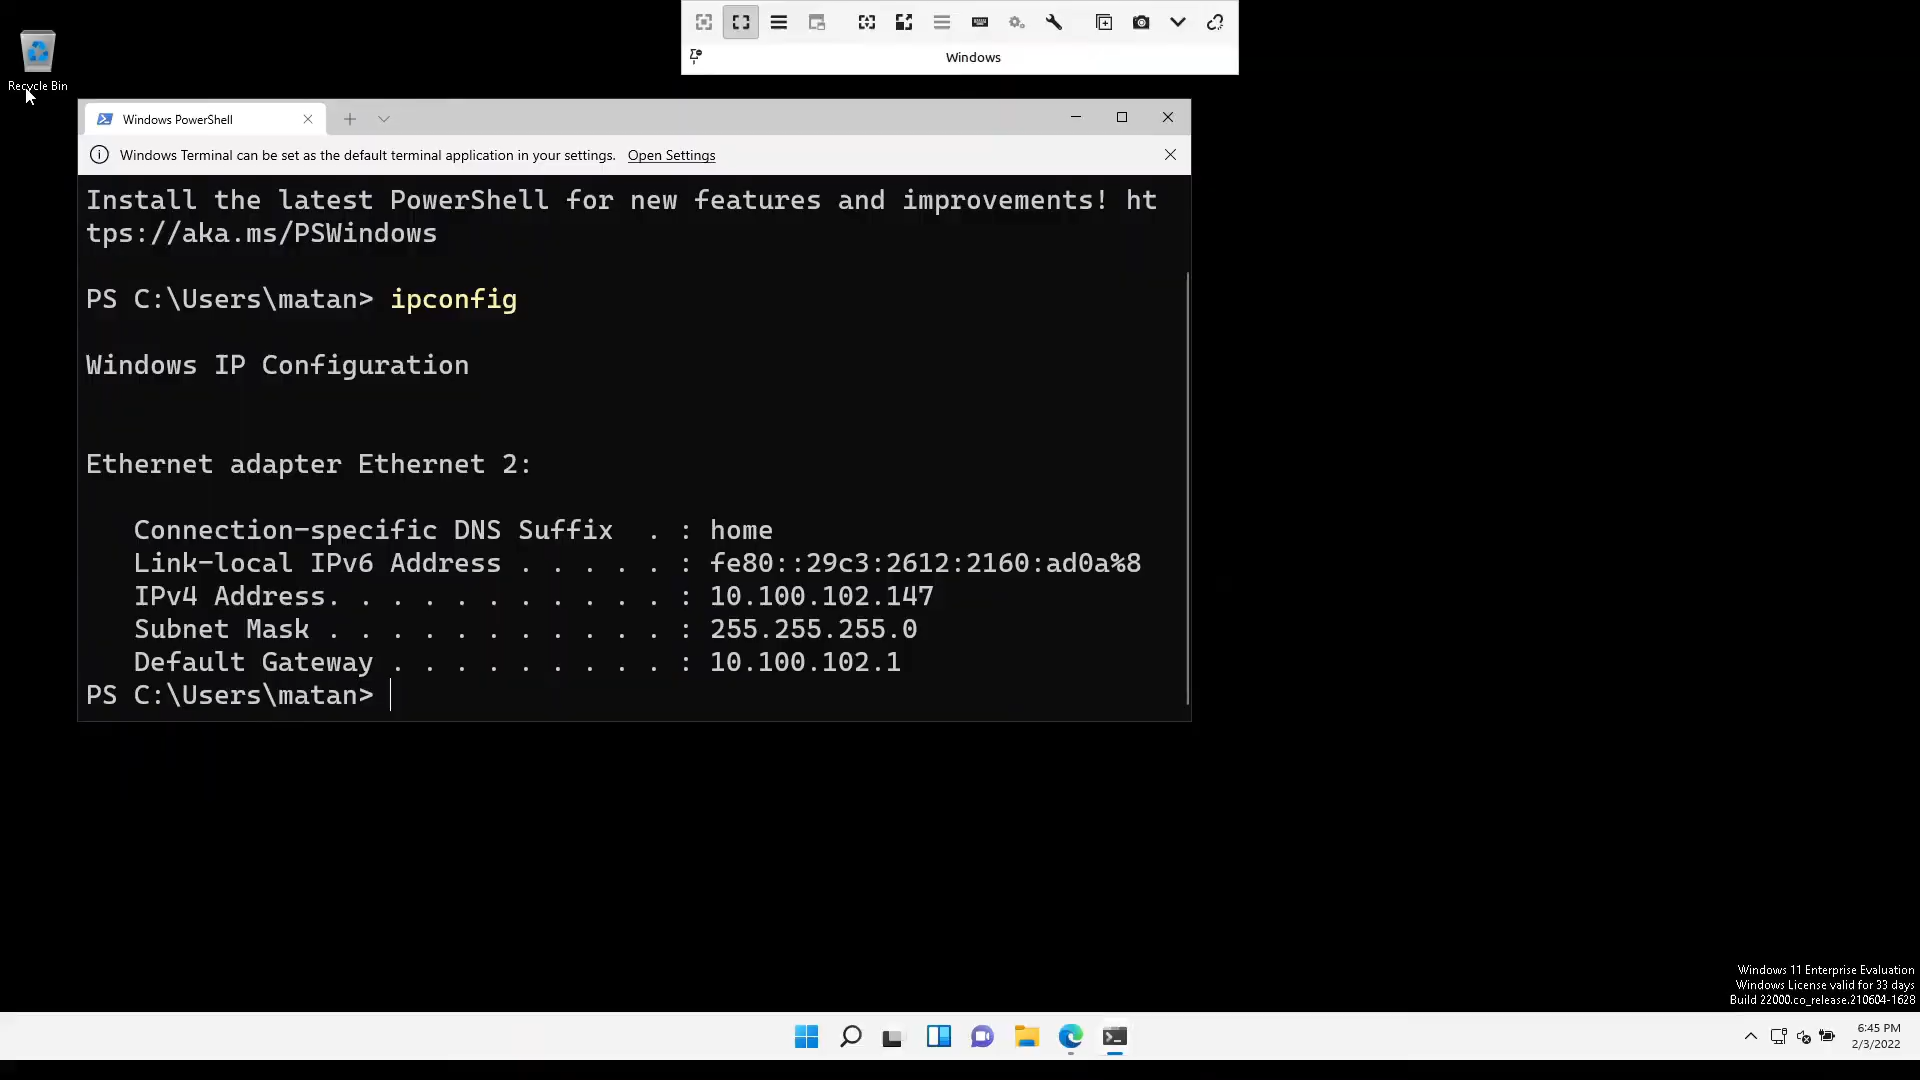 Windows
Recycle Bin
Windows PowerShell
Windows Terminal can be set as the default terminal application in your settings. Open Settings
Install the latest PowerShell for new features and improvements! ht
tps://aka.ms/PSWindows
PS C:\Users\matan> ipconfig
Windows IP Configuration
Ethernet adapter Ethernet 2:
Connection-specific DNS Suffix  . : home
Link-local IPv6 Address . . . . . : fe80::29c3:2612:2160:ad0a%8
IPv4 Address. . . . . . . . . . . : 10.100.102.147
Subnet Mask . . . . . . . . . . . : 255.255.255.0
Default Gateway . . . . . . . . . : 10.100.102.1
PS C:\Users\matan>
Windows 11 Enterprise Evaluation
Windows License valid for 33 days
Build 22000.co_release.210604-1628
6:45 PM
2/3/2022